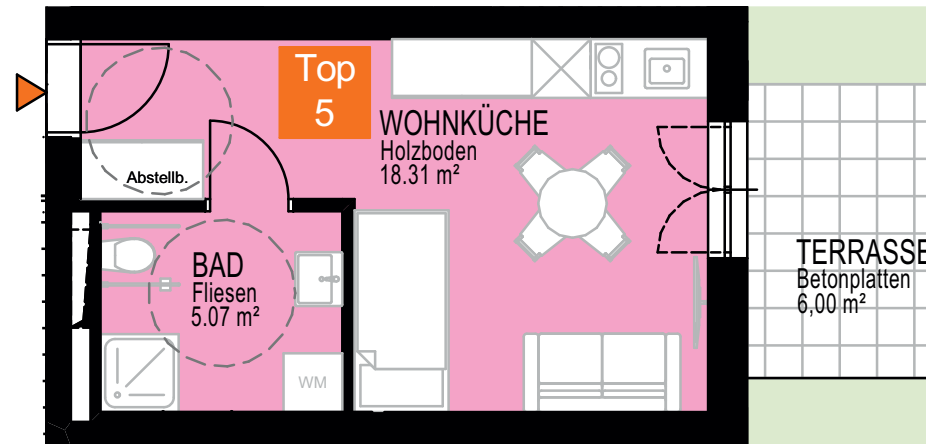 Top
5
WOHNKÜCHE
Holzboden
18.31 m²
Abstellb.
BAD
Fliesen
5.07 m²
WM
TERRASSE
Betonplatten
6,00 m²